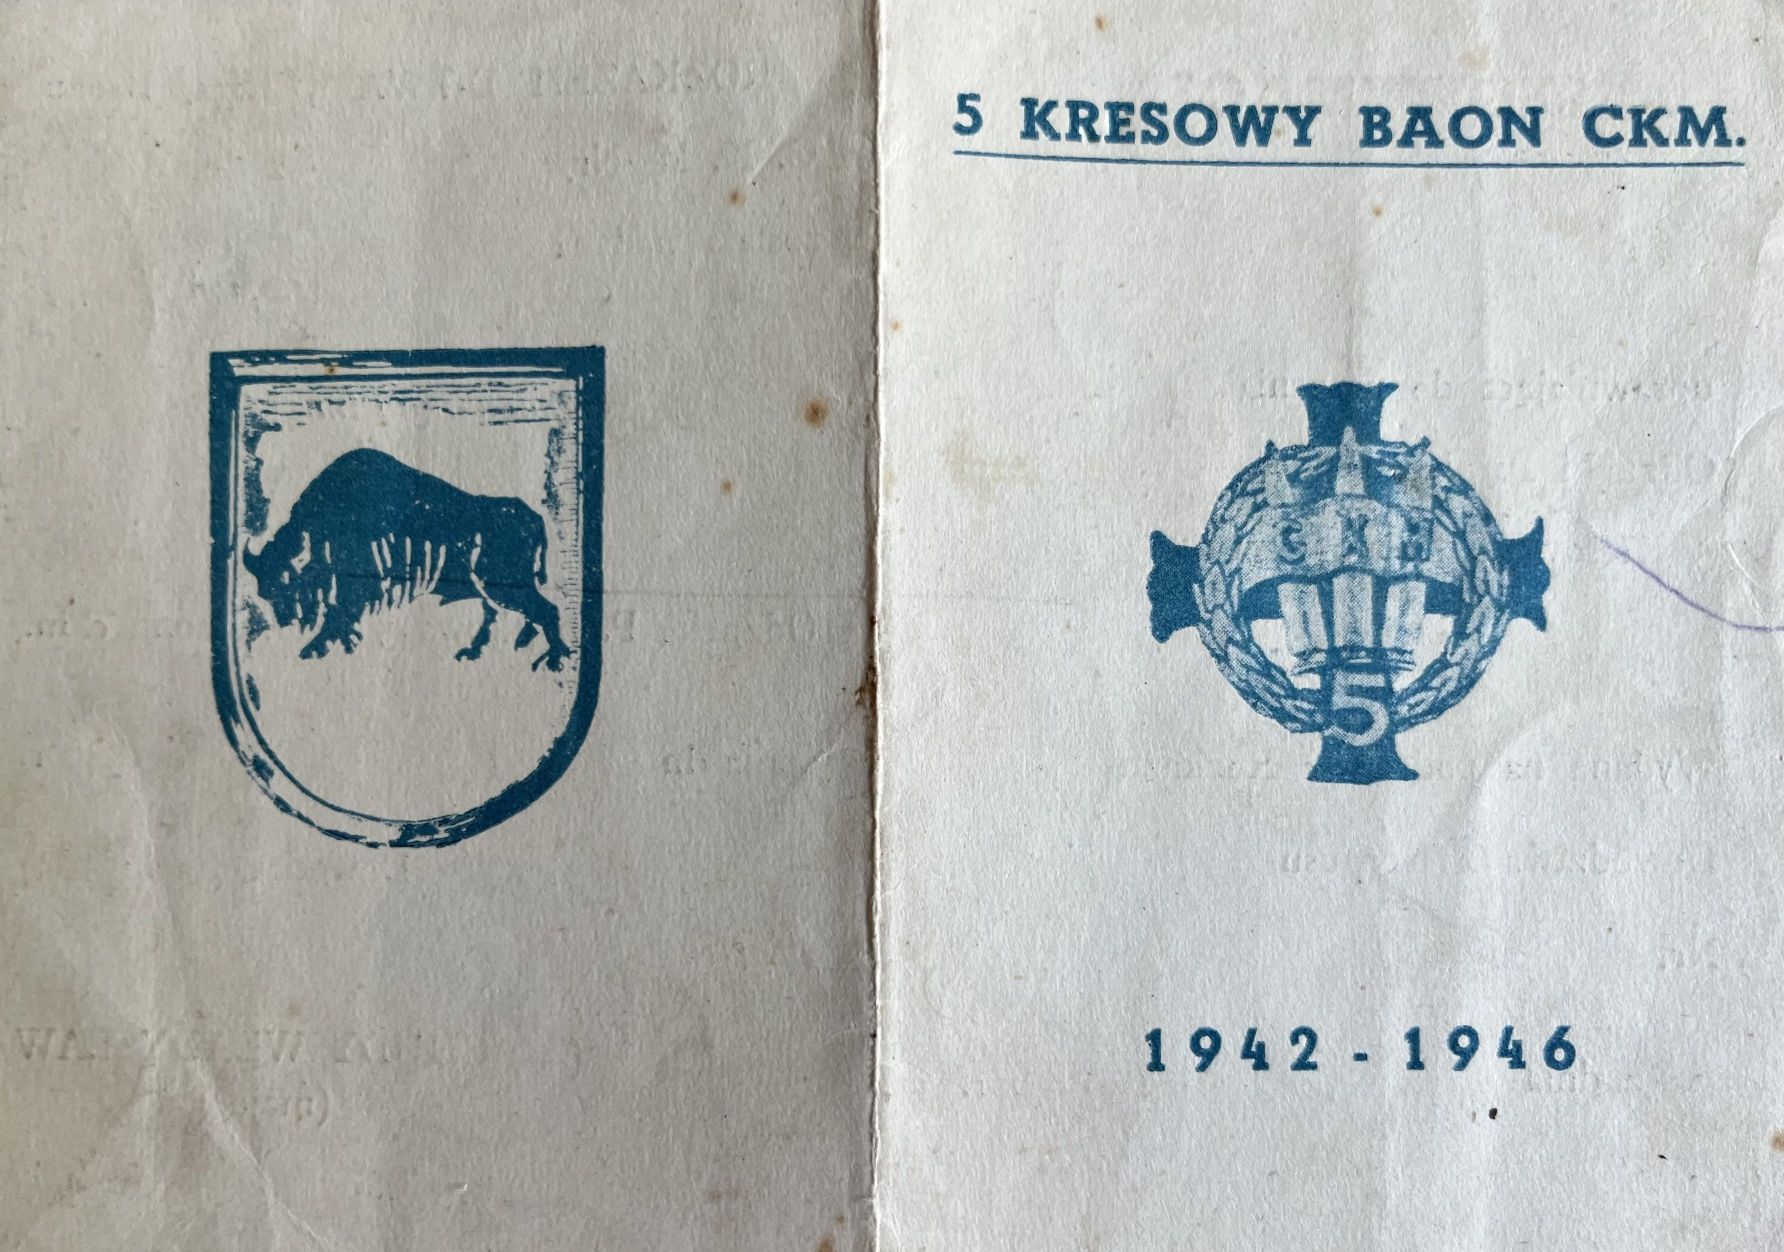 5 KRESOWY BAON CKM.
CKM
5
1942 - 1946